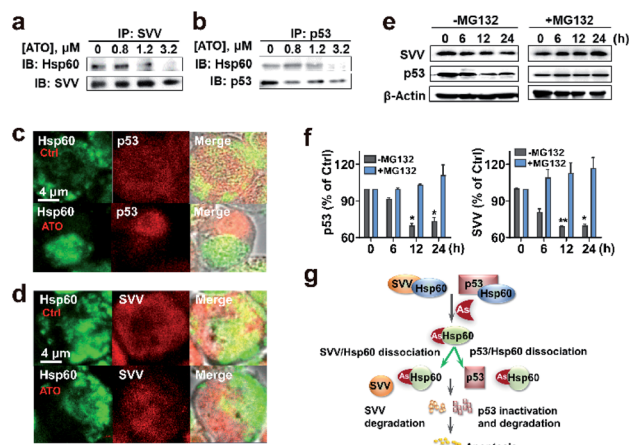 a
IP: SVV
[ATO], µM
0 0.8 1.2 3.2
IB: Hsp60
IB: SVV
b
IP: p53
[ATO], µM
0 0.8 1.2 3.2
IB: Hsp60
IB: p53
e
-MG132 +MG132
0 6 12 24 0 6 12 24 (h)
SVV
p53
β-Actin
c
Hsp60 p53 Merge
Ctrl
4 µm
Hsp60 p53
ATO
d
Hsp60 SVV Merge
Ctrl
4 µm
Hsp60 SVV Merge
ATO
f
p53 (% of Ctrl)
120
90
60
-MG132
+MG132
* *
0 6 12 24 (h)
SVV (% of Ctrl)
120
90
60
-MG132
+MG132
** *
0 6 12 24 (h)
g
SVV Hsp60 p53 Hsp60
As
As Hsp60
SVV/Hsp60 dissociation p53/Hsp60 dissociation
SVV As Hsp60 p53 As Hsp60
SVV degradation
p53 inactivation and degradation